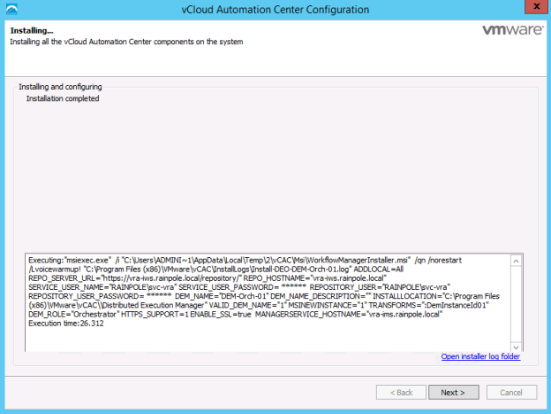 vCloud Automation Center Configuration
x
Installing...
Installing all the vCloud Automation Center components on the system
vmware
Installing and configuring
Installation completed
Executing:"msiexec.exe" /i "C:\Users\ADMINI~1\AppData\Local\Temp\2\vCAC\Msi\WorkflowManagerInstaller.msi" /qn /norestart
/Lvoicewarmup! "C:\Program Files (x86)\VMware\vCAC\InstallLogs\Install-DEO-DEM-Orch-01.log" ADDLOCAL=All
REPO_SERVER_URL="https://vra-iws.rainpole.local/repository/" REPO_HOSTNAME="vra-iws.rainpole.local"
SERVICE_USER_NAME="RAINPOLE\svc-vra" SERVICE_USER_PASSWORD= ****** REPOSITORY_USER="RAINPOLE\svc-vra"
REPOSITORY_USER_PASSWORD= ****** DEM_NAME="DEM-Orch-01" DEM_NAME_DESCRIPTION="" INSTALLLOCATION="C:\Program Files
(x86)\VMware\vCAC\\Distributed Execution Manager" VALID_DEM_NAME="1" MSINEWINSTANCE="1" TRANSFORMS=":DemInstanceId01"
DEM_ROLE="Orchestrator" HTTPS_SUPPORT=1 ENABLE_SSL=true MANAGERSERVICE_HOSTNAME="vra-ims.rainpole.local"
Execution time:26.312
Open installer log folder
< Back
Next >
Cancel